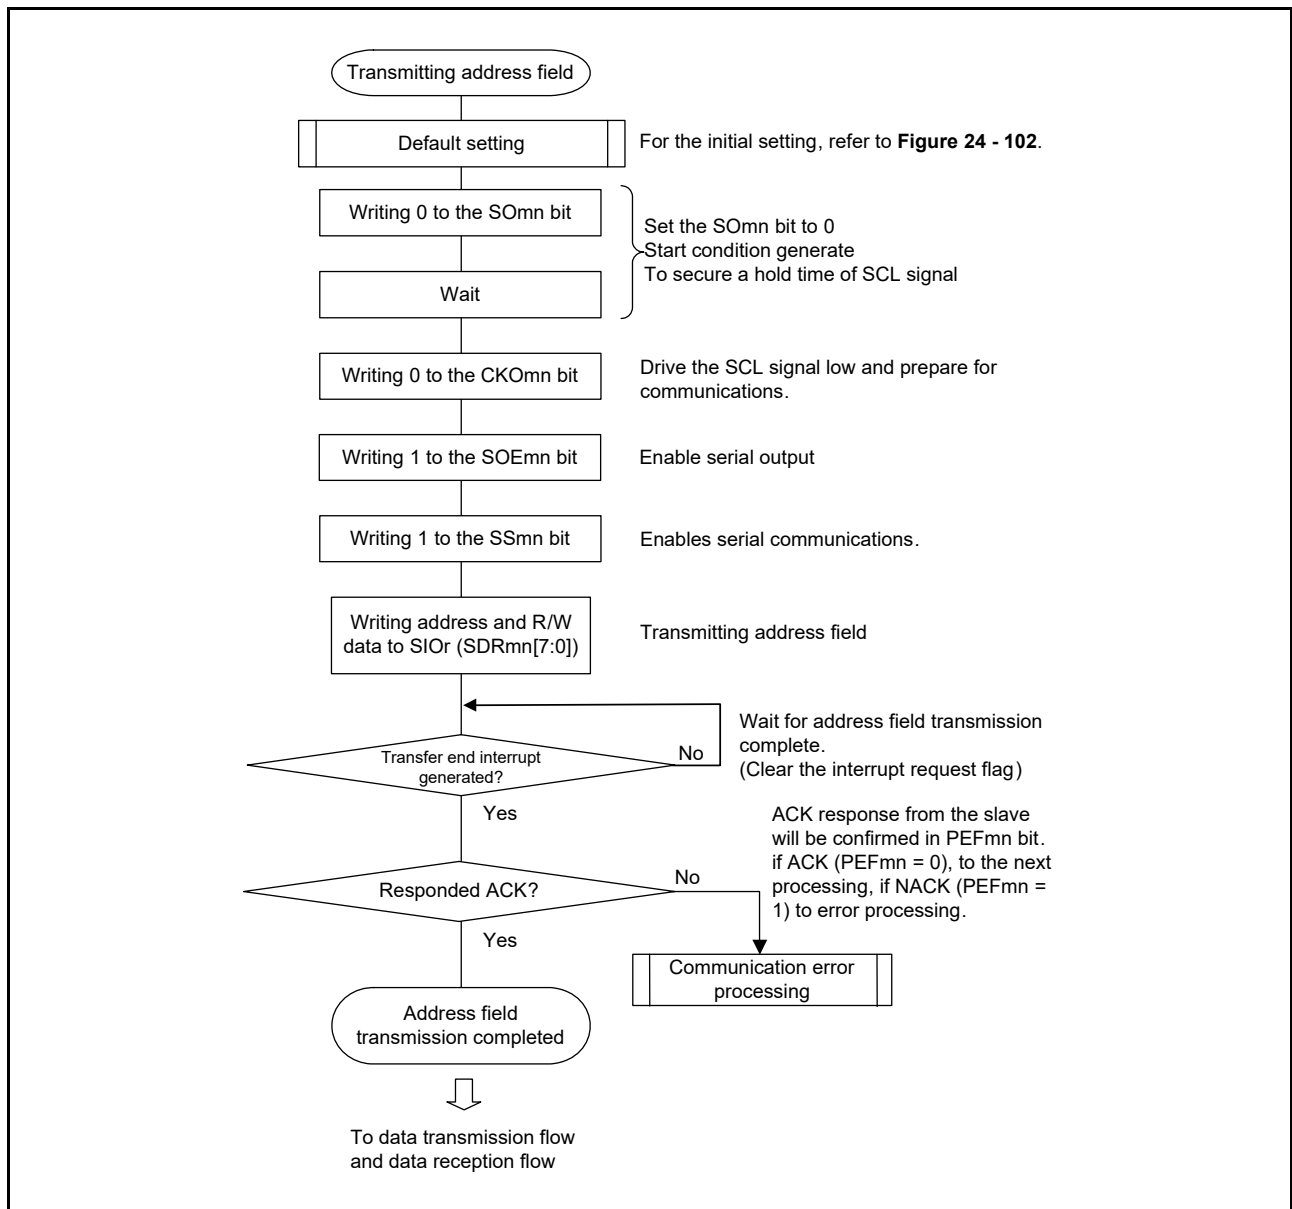 Transmitting address field
Default setting
For the initial setting, refer to Figure 24 - 102.
Writing 0 to the SOmn bit
Set the SOmn bit to 0
Start condition generate
To secure a hold time of SCL signal
Wait
Writing 0 to the CKOmn bit
Drive the SCL signal low and prepare for
communications.
Writing 1 to the SOEmn bit
Enable serial output
Writing 1 to the SSmn bit
Enables serial communications.
Writing address and R/W
data to SIOr (SDRmn[7:0])
Transmitting address field
Transfer end interrupt
generated?
No
Wait for address field transmission
complete.
(Clear the interrupt request flag)
Yes
Responded ACK?
No
ACK response from the slave
will be confirmed in PEFmn bit.
if ACK (PEFmn = 0), to the next
processing, if NACK (PEFmn =
1) to error processing.
Yes
Communication error
processing
Address field
transmission completed
To data transmission flow
and data reception flow